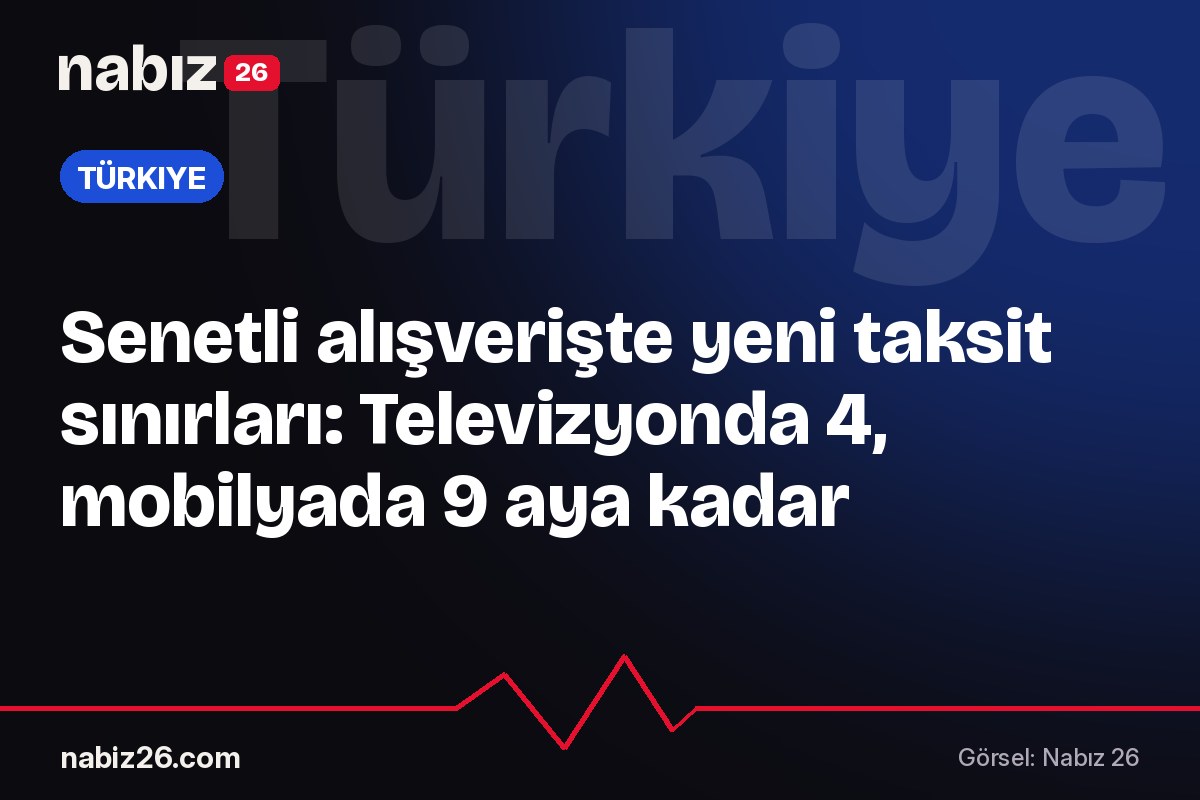 nabız 26
Türkiye
TÜRKIYE
Senetli alışverişte yeni taksit
sınırları: Televizyonda 4,
mobilyada 9 aya kadar
nabiz26.com
Görsel: Nabız 26